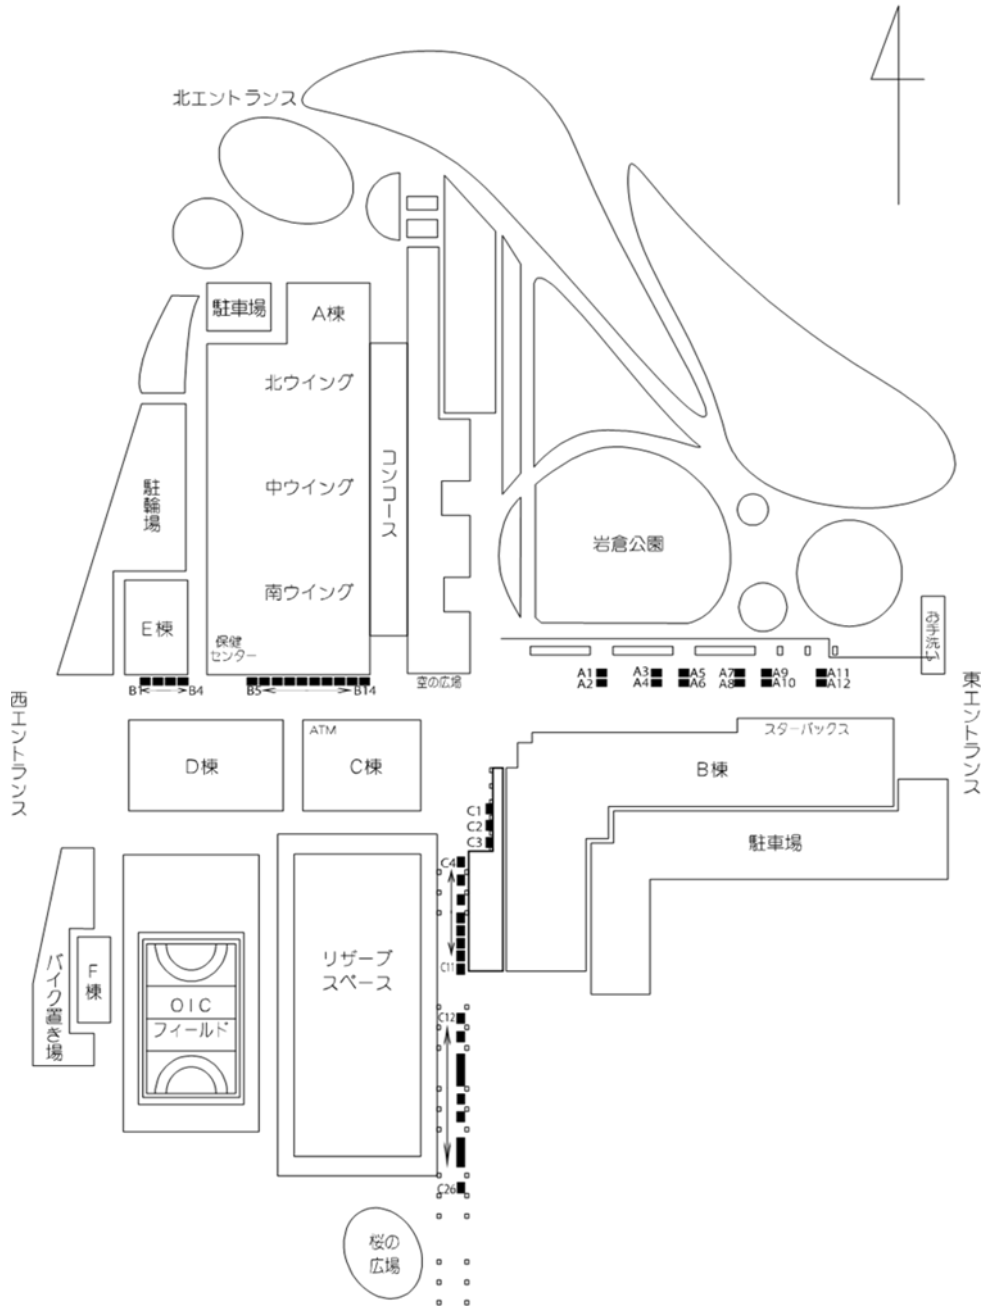 北エントランス
駐車場
A棟
北ウイング
コンコース
中ウイング
駐輪場
岩倉公園
南ウイング
E棟
保健
センター
お手洗い
空の広場
B1
B4
B5
B14
A1
A2
A3
A4
A5
A6
A7
A8
A9
A10
A11
A12
西エントランス
東エントランス
ATM
D棟
C棟
スターバックス
B棟
C1
C2
C3
駐車場
C4
リザーブ
スペース
C11
F棟
バイク置き場
OIC
フィールド
C12
C26
桜の
広場